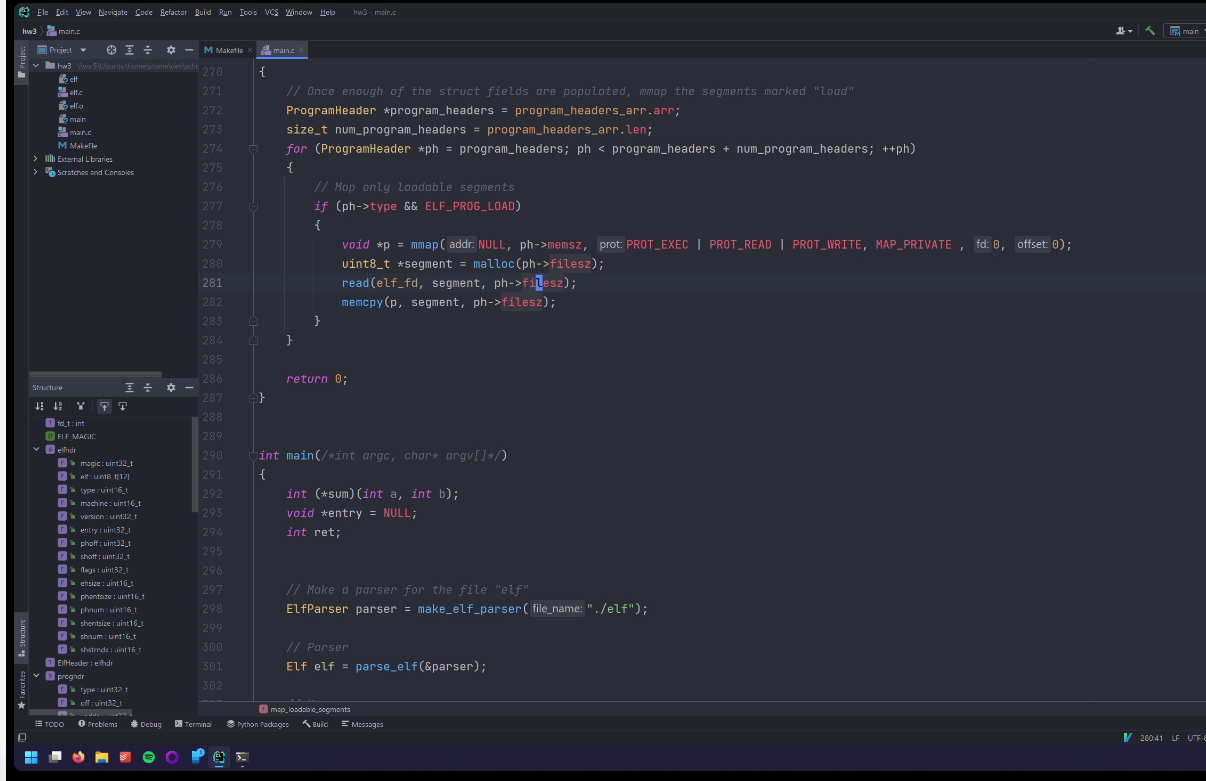 File Edit View Navigate Code Refactor Build Run Tools VCS Window Help hw3 - main.c
hw3 main.c
main
Project
Makefile
main.c
Project
hw3
elf
elf.c
elf.o
main
main.c
Makefile
External Libraries
Scratches and Consoles
270 {
271 // Once enough of the struct fields are populated, mmap the segments marked "load"
272 ProgramHeader *program_headers = program_headers_arr.arr;
273 size_t num_program_headers = program_headers_arr.len;
274 for (ProgramHeader *ph = program_headers; ph < program_headers + num_program_headers; ++ph)
275 {
276 // Map only loadable segments
277 if (ph->type && ELF_PROG_LOAD)
278 {
279 void *p = mmap( addr: NULL, ph->memsz, prot: PROT_EXEC | PROT_READ | PROT_WRITE, MAP_PRIVATE , fd: 0, offset: 0);
280 uint8_t *segment = malloc(ph->filesz);
281 read(elf_fd, segment, ph->filesz);
282 memcpy(p, segment, ph->filesz);
283 }
284 }
285
286 return 0;
287 }
288
289
290 int main(/*int argc, char* argv[]*/)
291 {
292 int (*sum)(int a, int b);
293 void *entry = NULL;
294 int ret;
295
296
297 // Make a parser for the file "elf"
298 ElfParser parser = make_elf_parser( file_name: "./elf");
299
300 // Parser
301 Elf elf = parse_elf(&parser);
302
Structure
fd_t : int
ELF_MAGIC
elfhdr
magic : uint32_t
elf : uint8_t[12]
type : uint16_t
machine : uint16_t
version : uint32_t
entry : uint32_t
phoff : uint32_t
shoff : uint32_t
flags : uint32_t
ehsize : uint16_t
phentsize : uint16_t
phnum : uint16_t
shentsize : uint16_t
shnum : uint16_t
shstrndx : uint16_t
ElfHeader : elfhdr
proghdr
type : uint32_t
off : uint32_t
Structure
Favorites
map_loadable_segments
TODO Problems Debug Terminal Python Packages Build Messages
280:41 LF